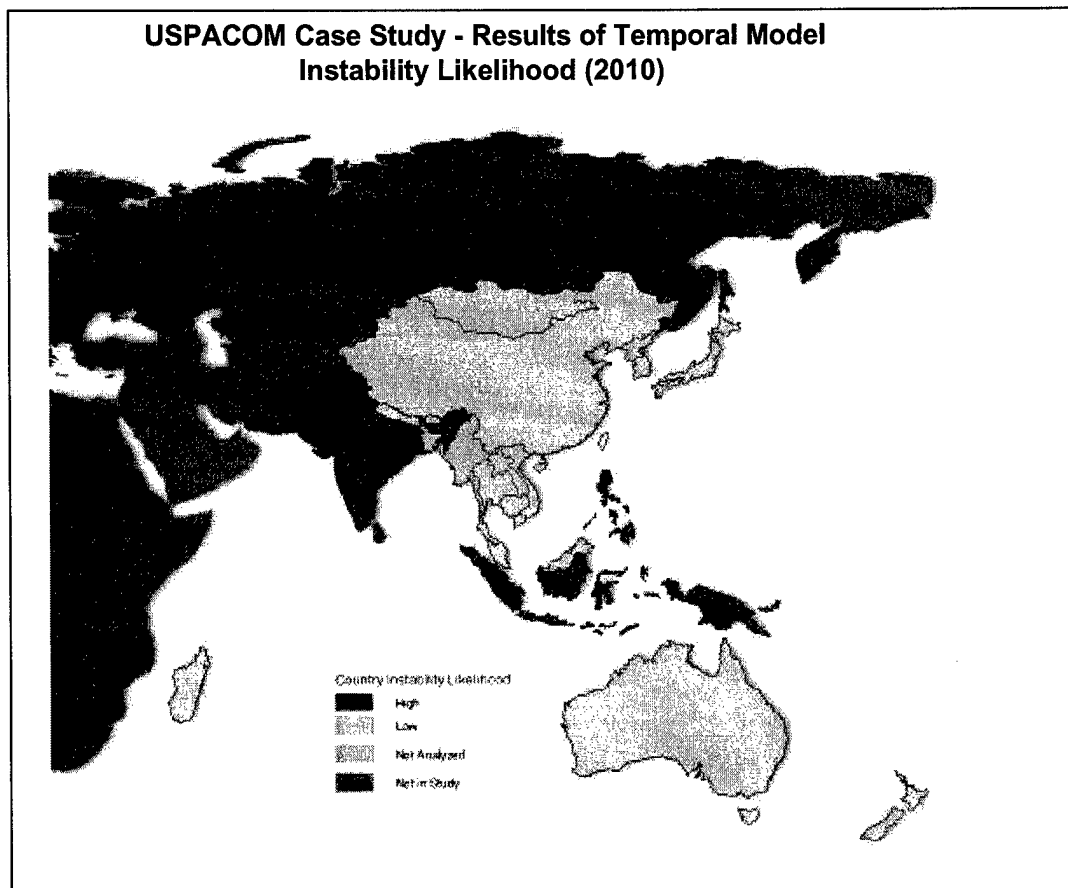 USPACOM Case Study - Results of Temporal Model
Instability Likelihood (2010)
Country Instability Likelihood
High
Low
Not Analyzed
Not in Study